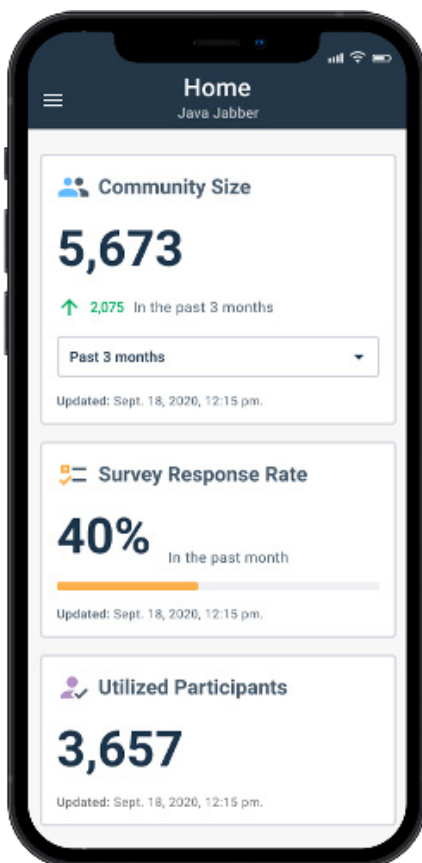 Home
Java Jabber
Community Size
5,673
2,075 In the past 3 months
Past 3 months
Updated: Sept. 18, 2020, 12:15 pm.
Survey Response Rate
40% In the past month
Updated: Sept. 18, 2020, 12:15 pm.
Utilized Participants
3,657
Updated: Sept. 18, 2020, 12:15 pm.